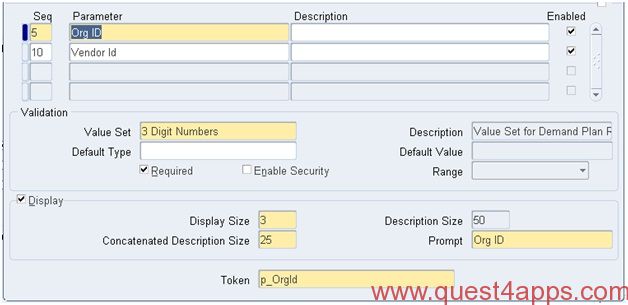 Seq Parameter Description Enabled
5 Org ID
10 Vendor Id
Validation
Value Set 3 Digit Numbers Description Value Set for Demand Plan R
Default Type Default Value
Required Enable Security Range
Display
Display Size 3 Description Size 50
Concatenated Description Size 25 Prompt Org ID
Token p_OrgId
www.quest4apps.com